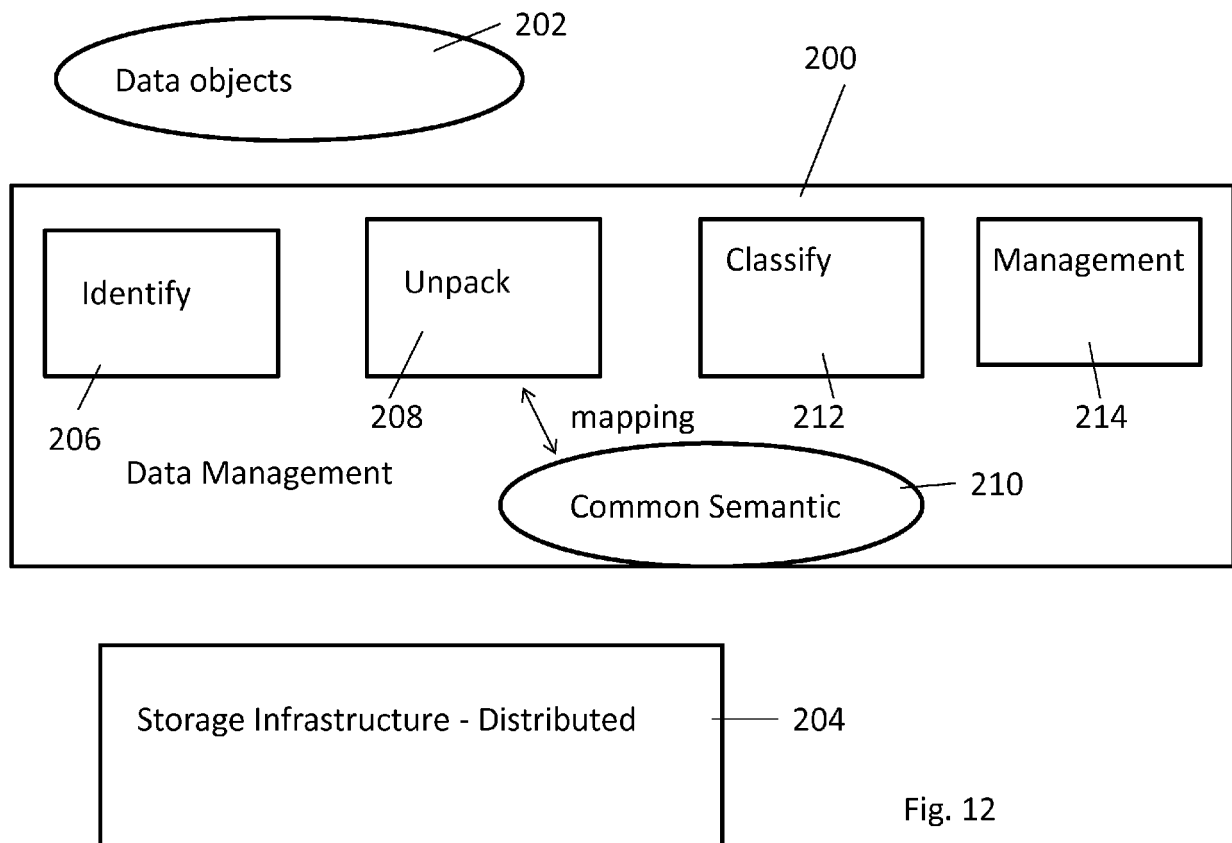 202
Data objects
200
Identify
Unpack
Classify
Management
206
208
mapping
212
214
Data Management
210
Common Semantic
Storage Infrastructure - Distributed
204
Fig. 12